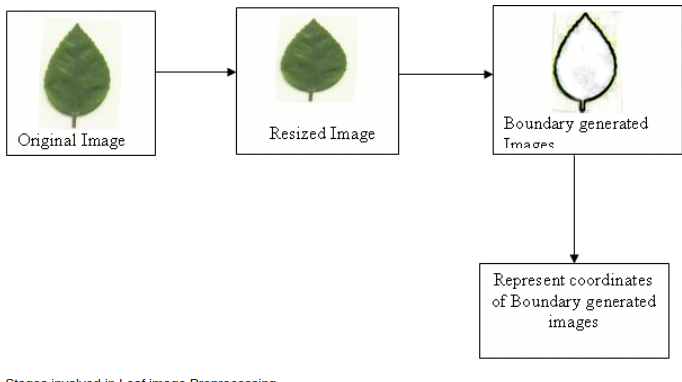 Original Image
Resized Image
Boundary generated
Images
Represent coordinates
of Boundary generated
images
Stages involved in Leaf image Preprocessing